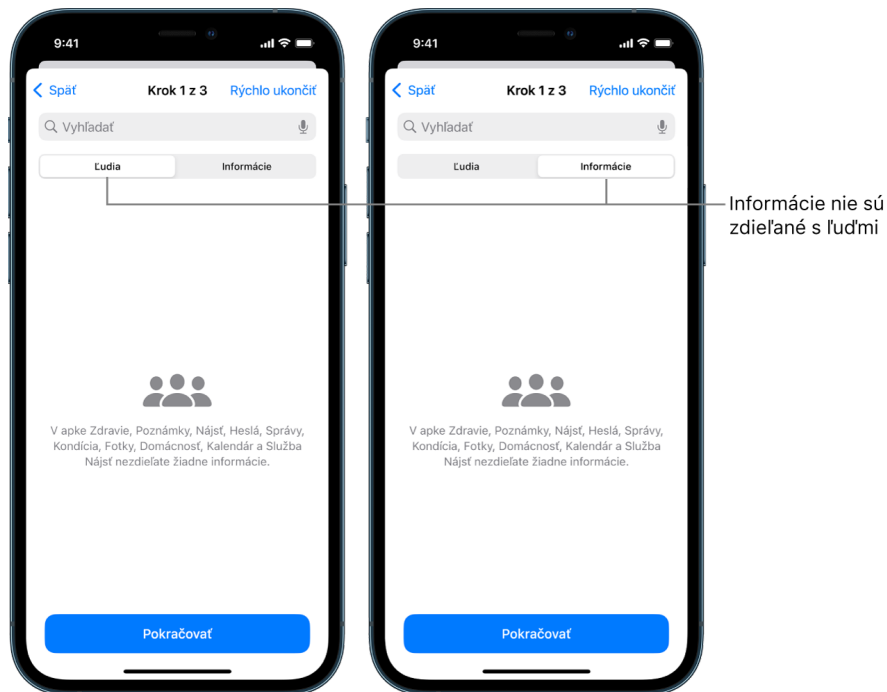 9:41
Späť Krok 1 z 3 Rýchlo ukončiť
Vyhľadať
Ľudia Informácie
V apke Zdravie, Poznámky, Nájsť, Heslá, Správy,
Kondícia, Fotky, Domácnosť, Kalendár a Služba
Nájsť nezdieľate žiadne informácie.
Pokračovať
9:41
Späť Krok 1 z 3 Rýchlo ukončiť
Vyhľadať
Ľudia Informácie
V apke Zdravie, Poznámky, Nájsť, Heslá, Správy,
Kondícia, Fotky, Domácnosť, Kalendár a Služba
Nájsť nezdieľate žiadne informácie.
Pokračovať
Informácie nie sú
zdieľané s ľuďmi